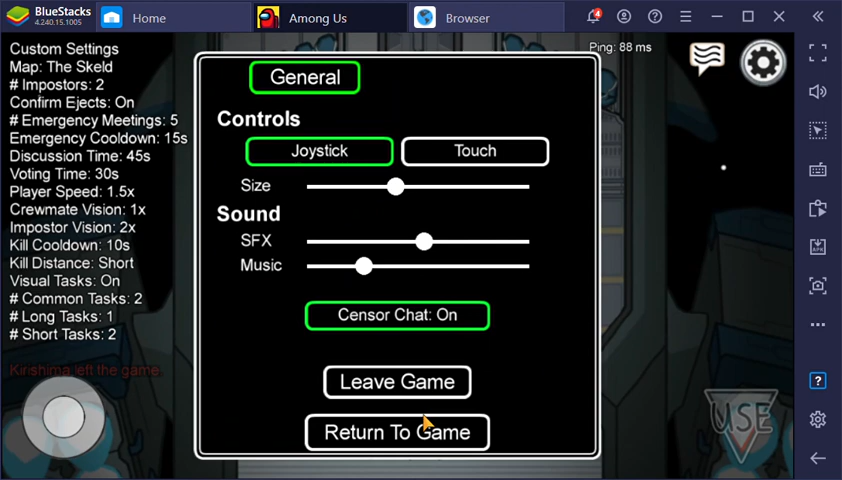 BlueStacks
4.240.15.1005
Home
Among Us
Browser
4
Ping: 88 ms
Custom Settings
Map: The Skeld
# Impostors: 2
Confirm Ejects: On
# Emergency Meetings: 5
Emergency Cooldown: 15s
Discussion Time: 45s
Voting Time: 30s
Player Speed: 1.5x
Crewmate Vision: 1x
Impostor Vision: 2x
Kill Cooldown: 10s
Kill Distance: Short
Visual Tasks: On
# Common Tasks: 2
# Long Tasks: 1
# Short Tasks: 2
Kirishima left the game
General
Controls
Joystick
Touch
Size
Sound
SFX
Music
Censor Chat: On
Leave Game
Return To Game
USE
APK